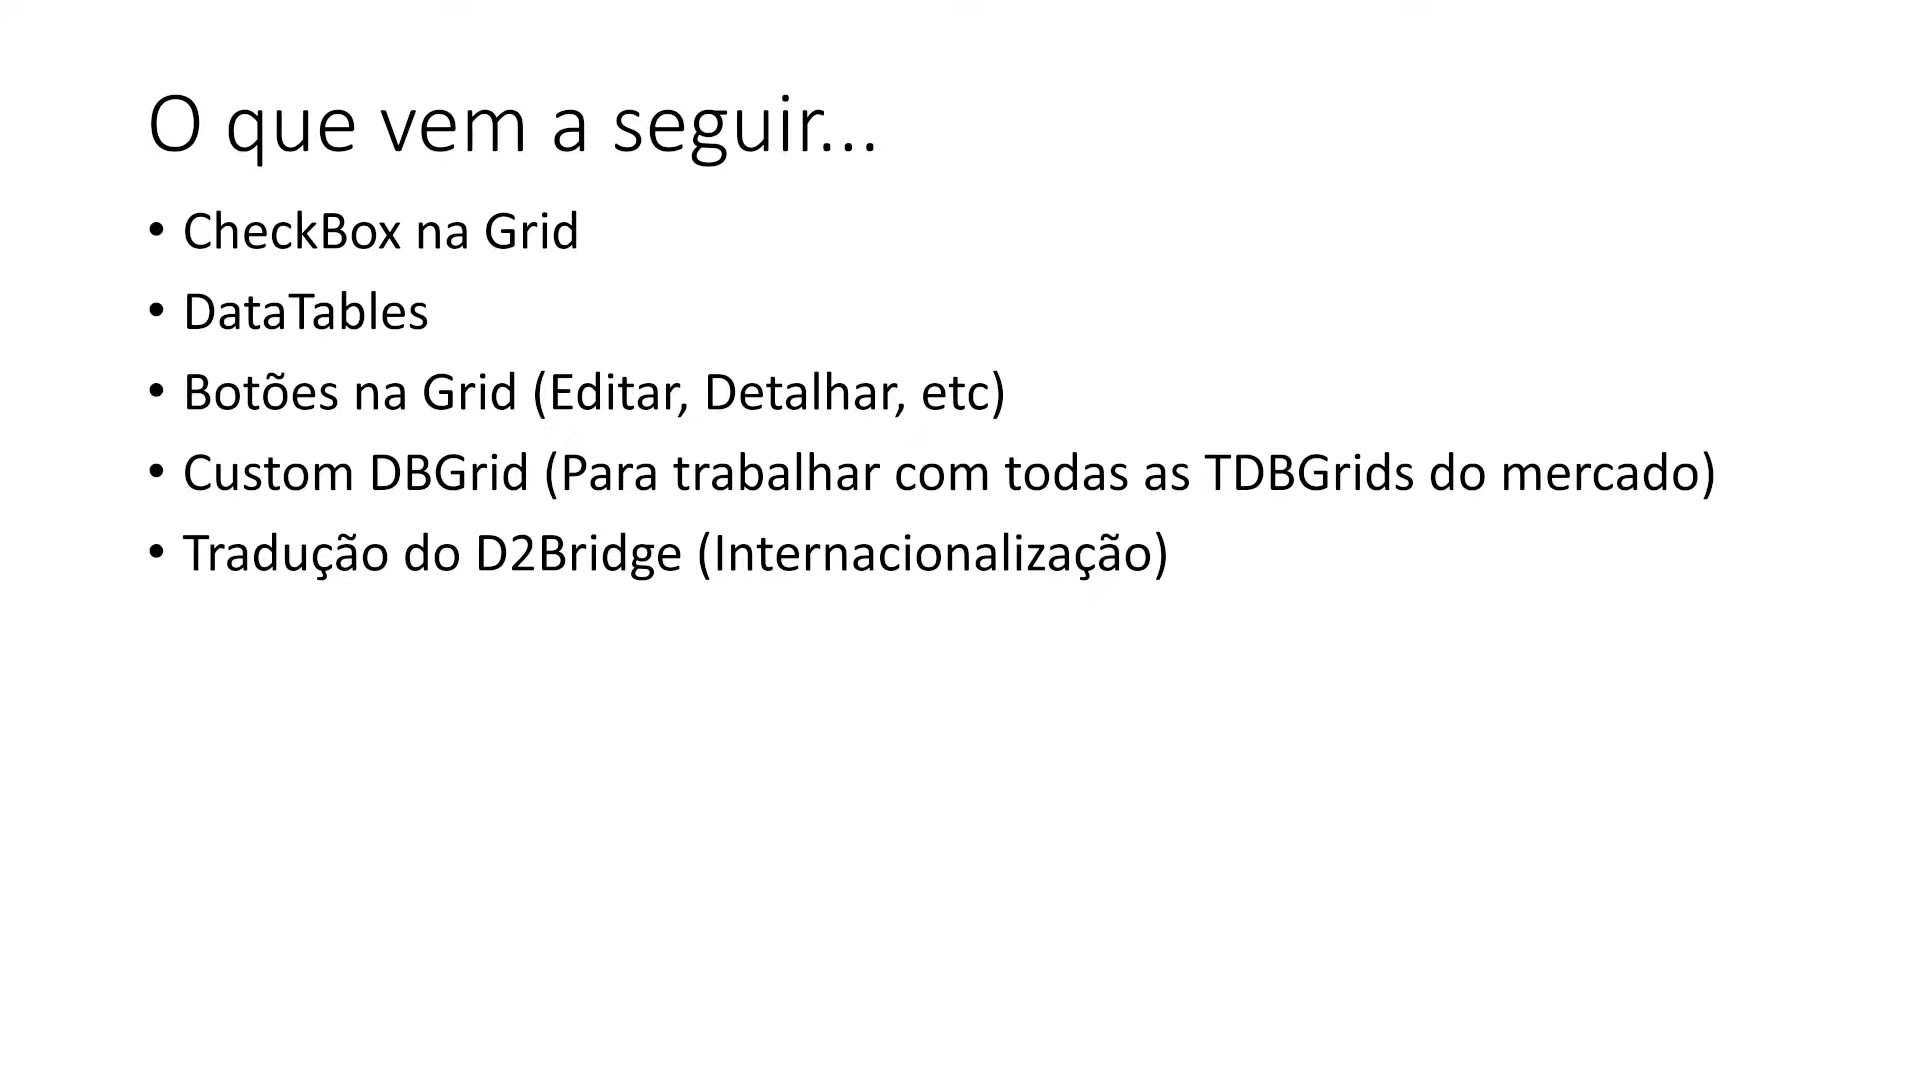 O que vem a seguir...
• CheckBox na Grid
• DataTables
• Botões na Grid (Editar, Detalhar, etc)
• Custom DBGrid (Para trabalhar com todas as TDBGrids do mercado)
• Tradução do D2Bridge (Internacionalização)